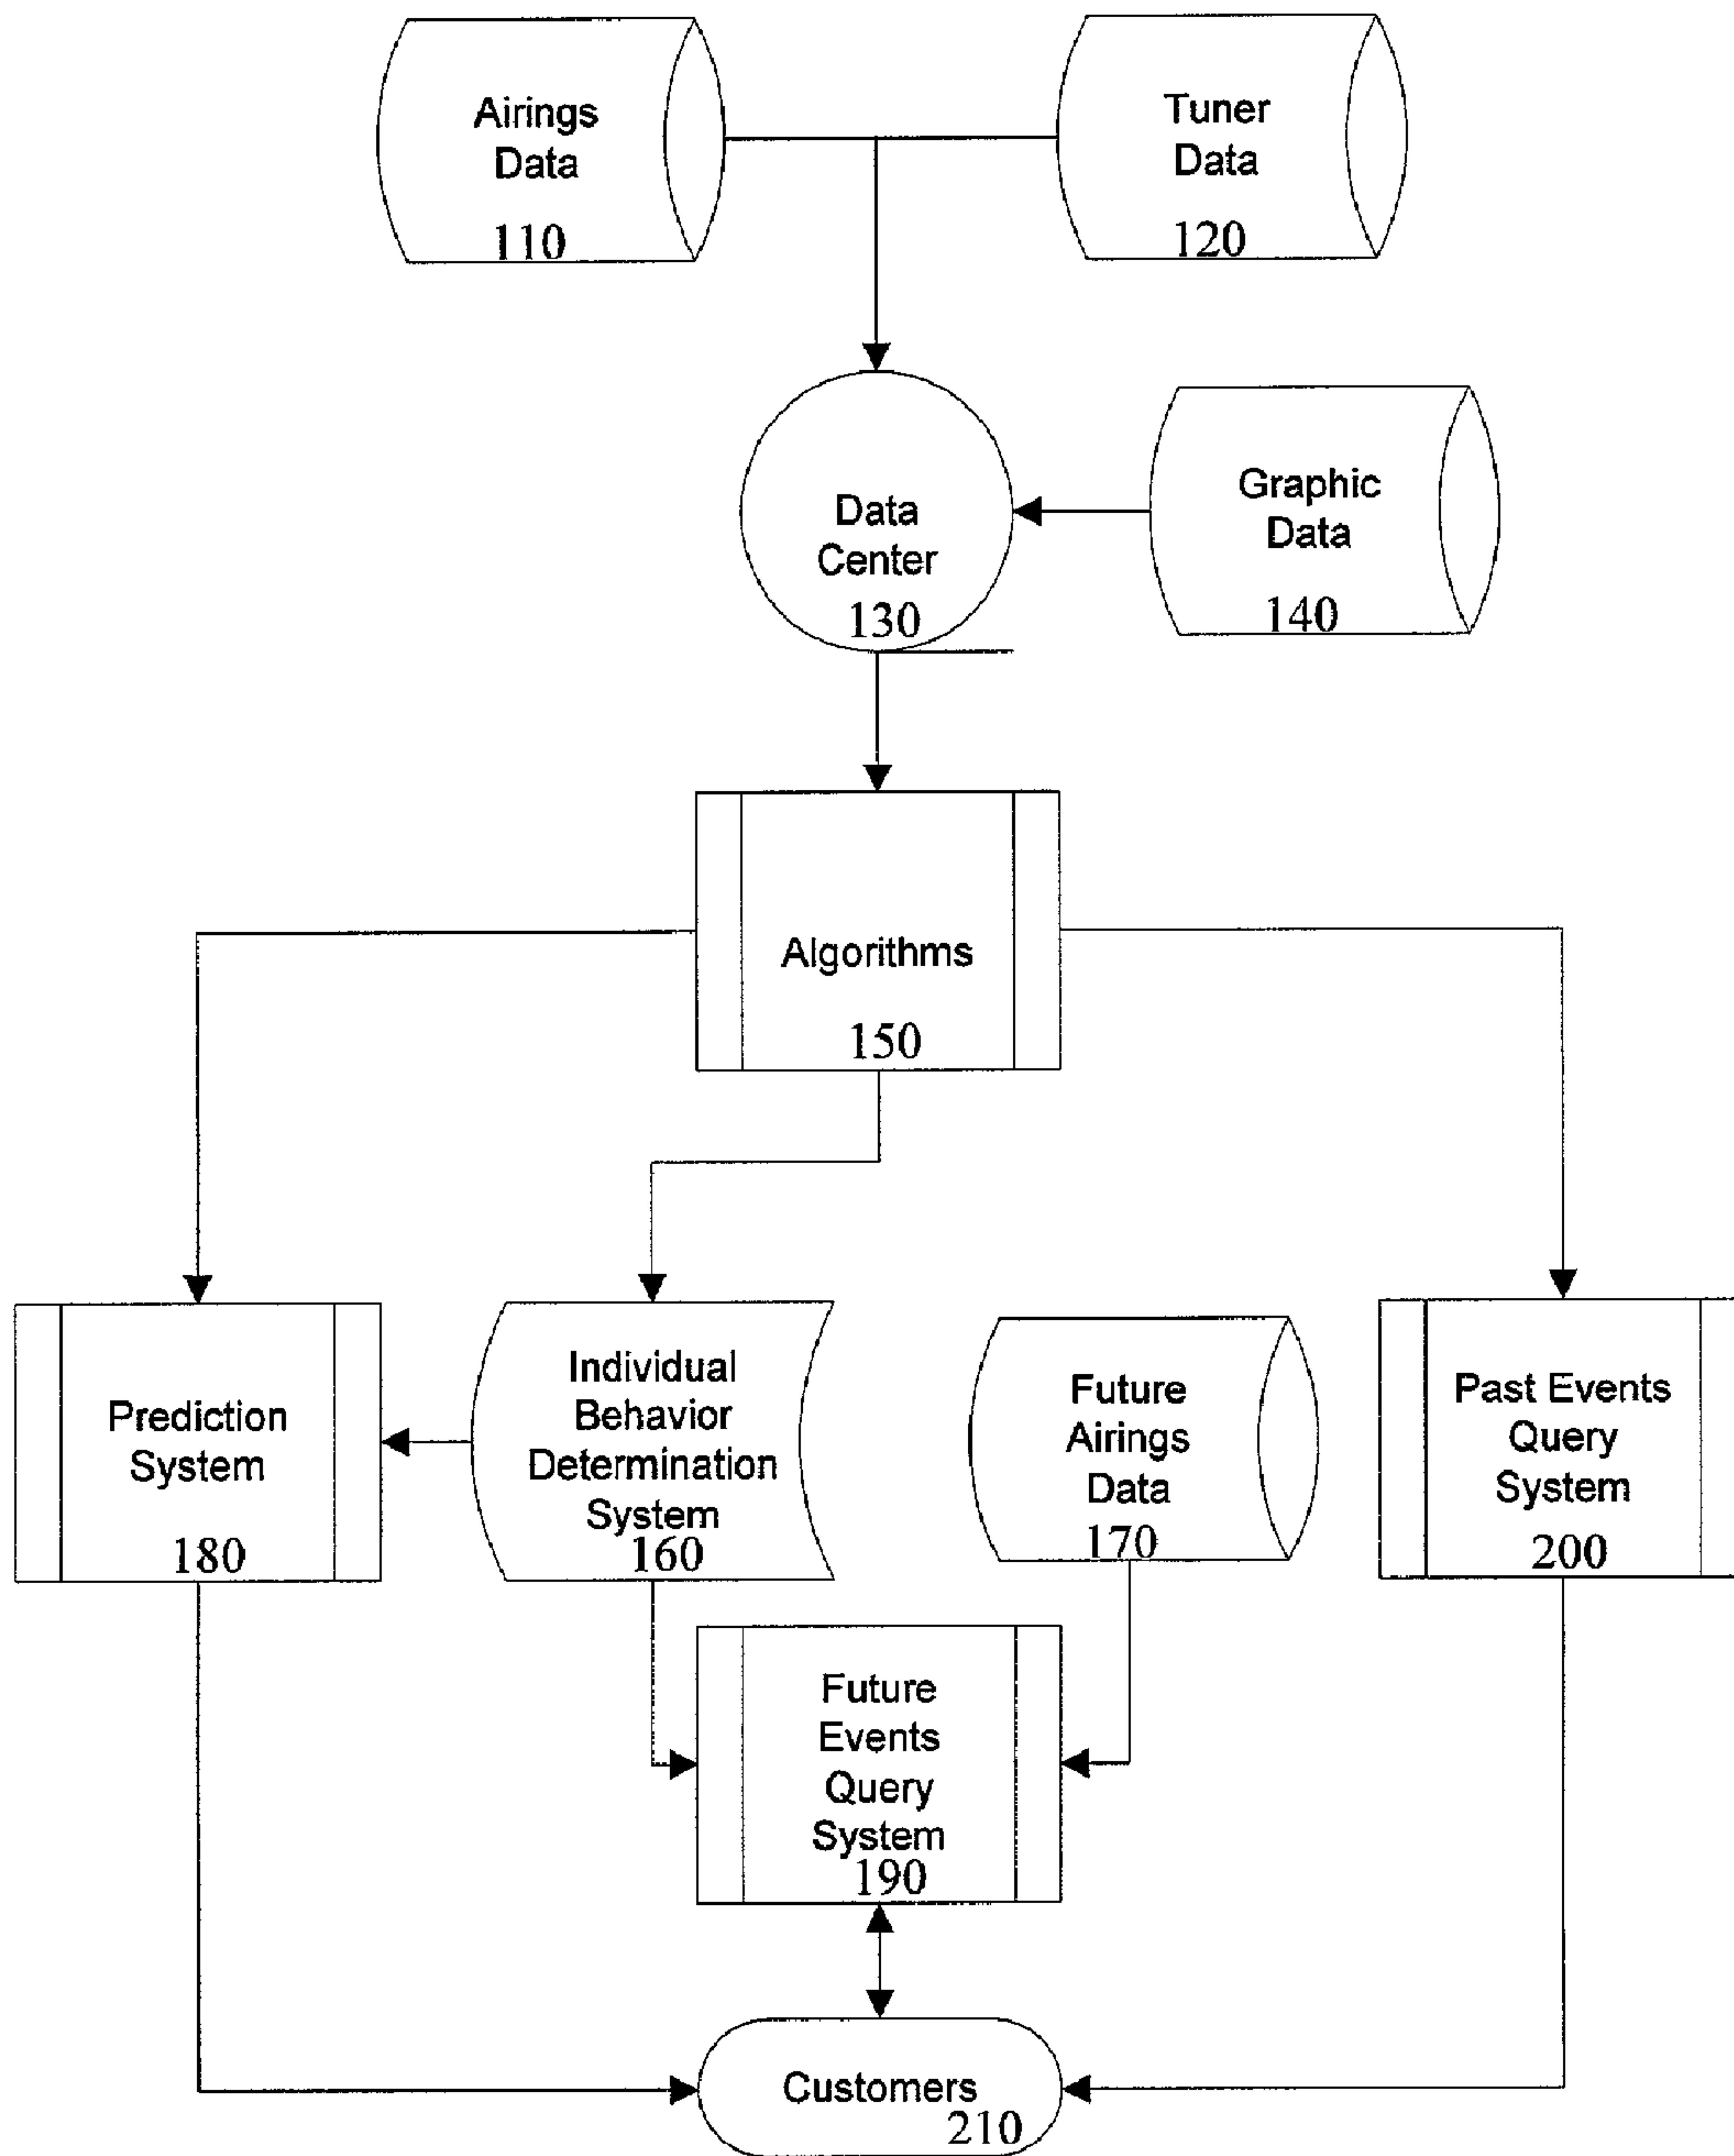 Airings
Data
110
Tuner
Data
120
Data
Center
130
Graphic
Data
140
Algorithms
150
Prediction
System
180
Individual
Behavior
Determination
System
160
Future
Airings
Data
170
Past Events
Query
System
200
Future
Events
Query
System
190
Customers
210